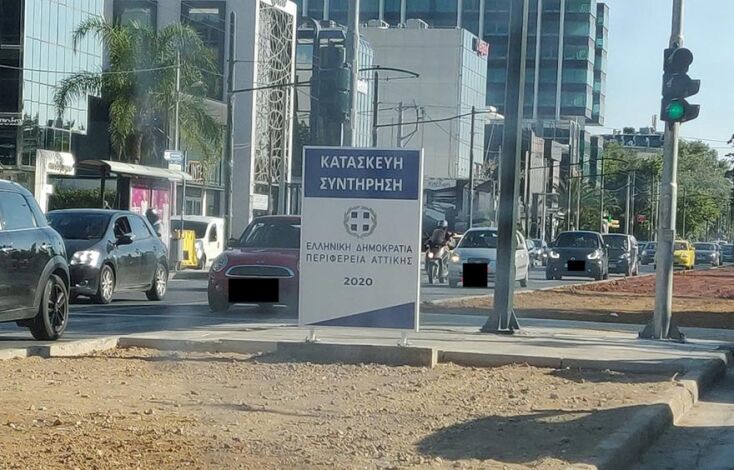 ΚΑΤΑΣΚΕΥΗ
ΣΥΝΤΗΡΗΣΗ
ΕΛΛΗΝΙΚΗ ΔΗΜΟΚΡΑΤΙΑ
ΠΕΡΙΦΕΡΕΙΑ ΑΤΤΙΚΗΣ
2020